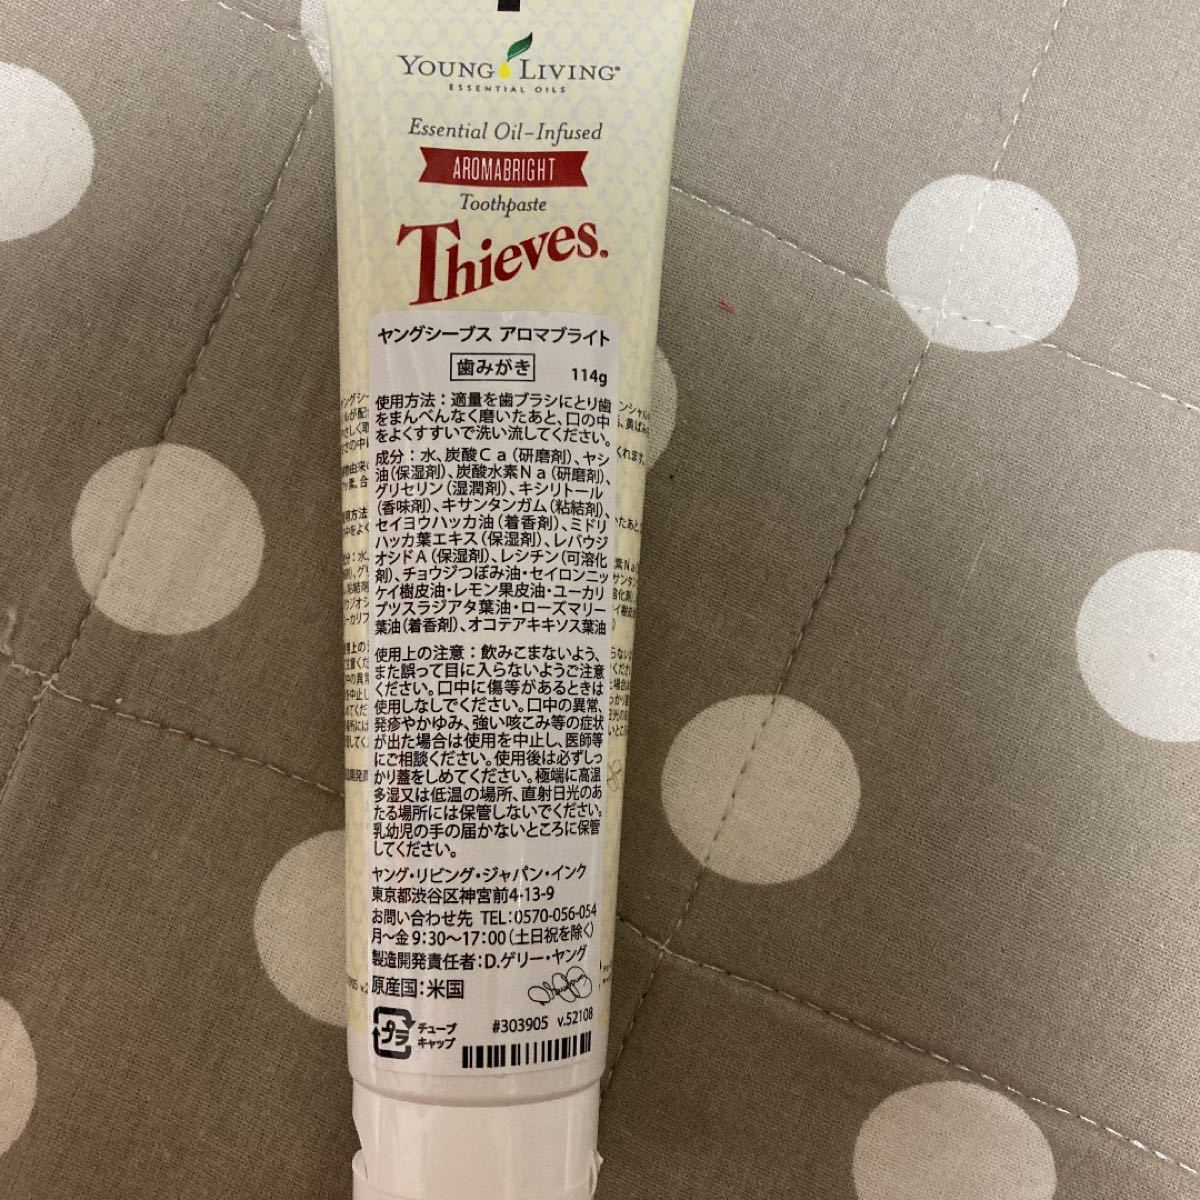 YOUNG LIVING
ESSENTIAL OILS
Essential Oil-Infused
AROMABRIGHT
Toothpaste
Thieves®
ヤングシーブス アロマブライト
歯みがき 114g
使用方法：適量を歯ブラシにとり歯
をまんべんなく磨いたあと、口の中
をよくすすいで洗い流してください。
成分：水、炭酸Ｃａ（研磨剤）、ヤシ
油（保湿剤）、炭酸水素Ｎａ（研磨剤）、
グリセリン（湿潤剤）、キシリトール
（香味剤）、キサンタンガム（粘結剤）、
セイヨウハッカ油（着香剤）、ミドリ
ハッカ葉エキス（保湿剤）、レバウジ
オシドＡ（保湿剤）、レシチン（可溶化
剤）、チョウジつぼみ油・セイロンニッ
ケイ樹皮油・レモン果皮油・ユーカリ
プツスラジアタ葉油・ローズマリー
葉油（着香剤）、オコテアキキソス葉油
使用上の注意：飲みこまないよう、
また誤って目に入らないようご注意
ください。口中に傷等があるときは
使用しなしでください。口中の異常、
発疹やかゆみ、強い咳こみ等の症状
が出た場合は使用を中止し、医師等
にご相談ください。使用後は必ずしっ
かり蓋をしめてください。極端に高温
多湿又は低温の場所、直射日光のあ
たる場所には保管しないでください。
乳幼児の手の届かないところに保管
してください。
ヤング・リビング・ジャパン・インク
東京都渋谷区神宮前4-13-9
お問い合わせ先 TEL:0570-056-054
月〜金 9:30〜17:00（土日祝を除く）
製造開発責任者：D.ゲリー・ヤング
原産国：米国
プラ チューブ
キャップ
#303905 v.52108